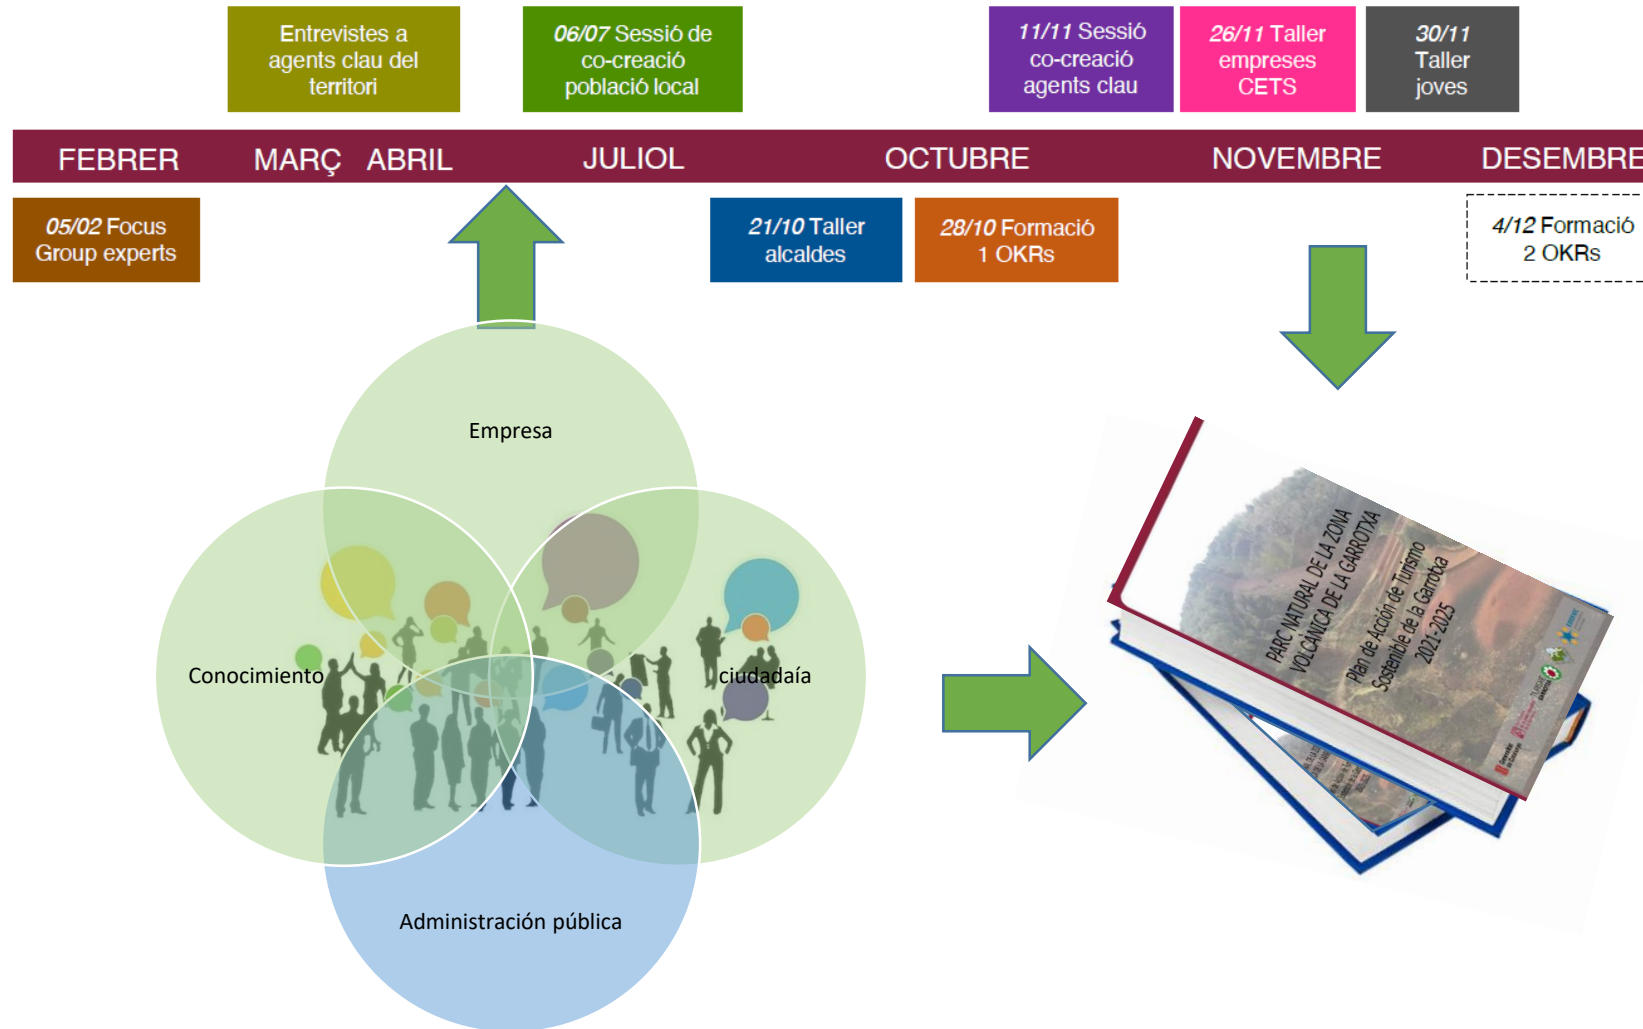 Entrevistes a
agents clau del
territori
06/07 Sessió de
co-creació
població local
11/11 Sessió
co-creació
agents clau
26/11 Taller
empreses
CETS
30/11
Taller
joves
FEBRER MARÇ ABRIL JULIOL OCTUBRE NOVEMBRE DESEMBRE
05/02 Focus
Group experts
21/10 Taller
alcaldes
28/10 Formació
1 OKRs
4/12 Formació
2 OKRs
Empresa
Conocimiento
ciudadaía
Administración pública
PARC NATURAL DE LA ZONA
VOLCÀNICA DE LA GARROTXA
Plan de Acción de Turismo
Sostenible de la Garrotxa
2021-2025